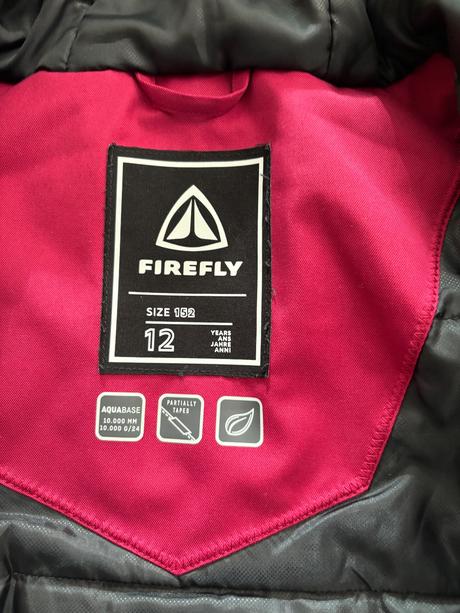 FIREFLY
SIZE 152
12
YEARS
ANS
JAHRE
ANNI
AQUABASE
10.000 MM
10.000 G/24
PARTIALLY
TAPED